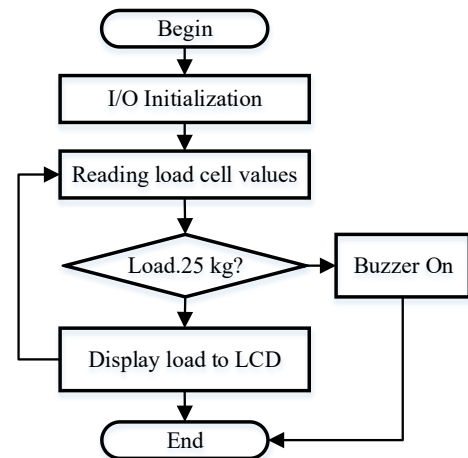 Begin
I/O Initialization
Reading load cell values
Load.25 kg?
Buzzer On
Display load to LCD
End